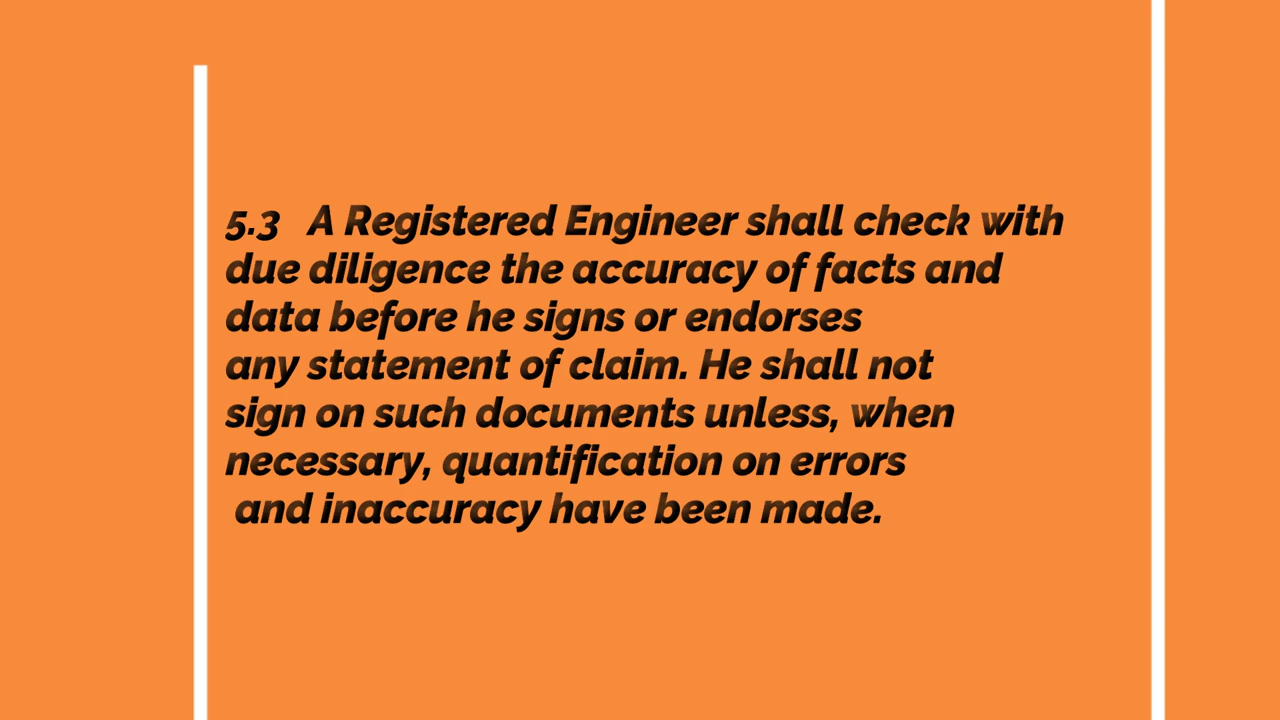 5.3 A Registered Engineer shall check with
due diligence the accuracy of facts and
data before he signs or endorses
any statement of claim. He shall not
sign on such documents unless, when
necessary, quantification on errors
and inaccuracy have been made.